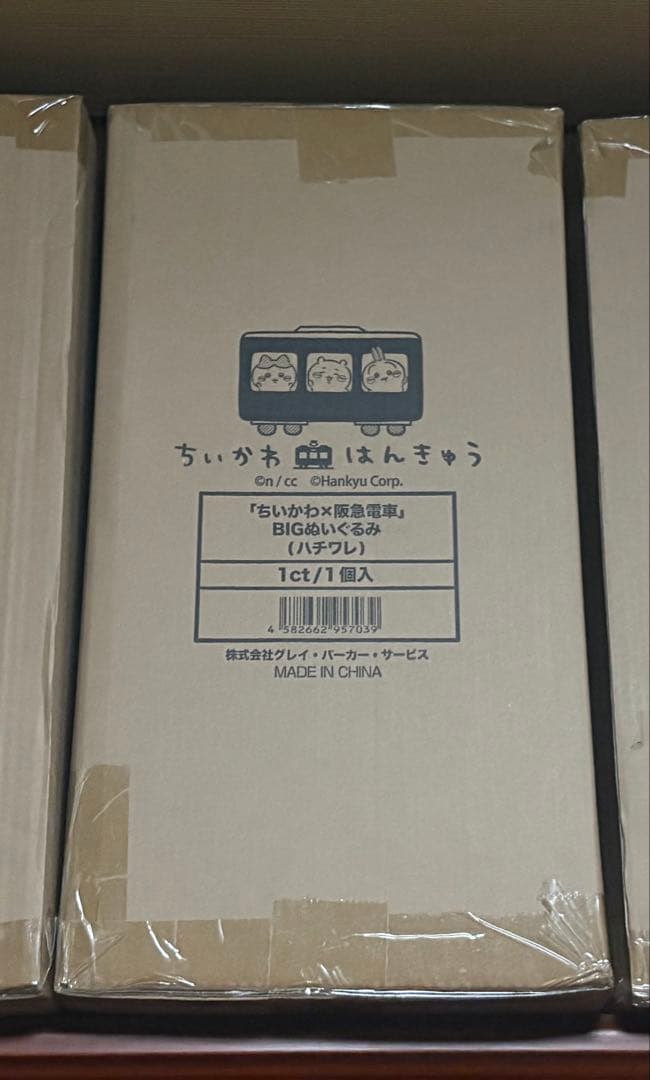 ちいかわ はんきゅう
©n / cc ©Hankyu Corp.
「ちいかわ×阪急電車」
BIGぬいぐるみ
(ハチワレ)
1ct/1個入
4 582662 957039
株式会社グレイ・パーカー・サービス
MADE IN CHINA